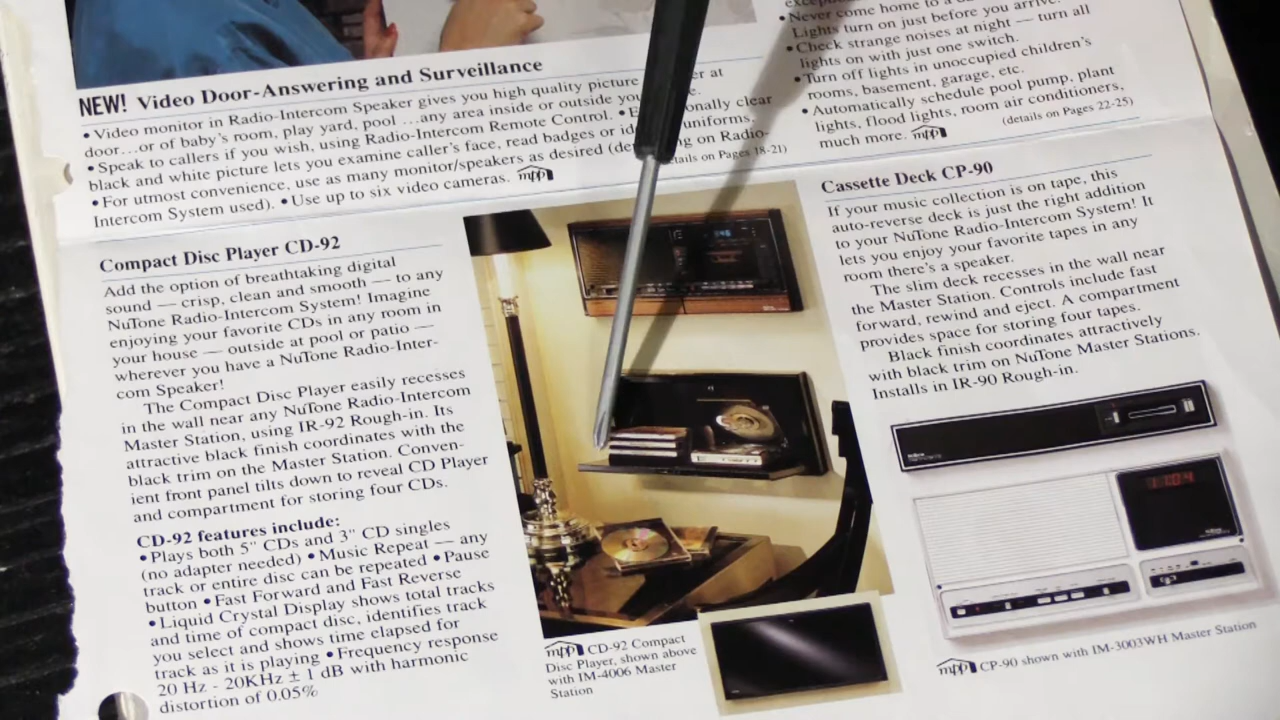 NEW! Video Door-Answering and Surveillance
• Video monitor in Radio-Intercom Speaker gives you high quality picture at
door...or of baby's room, play yard, pool ...any area inside or outside
• Speak to callers if you wish, using Radio-Intercom Remote Control. • clear
black and white picture lets you examine caller's face, read badges or uniforms.
• For utmost convenience, use as many monitor/speakers as desired on Radio-
Intercom System used). • Use up to six video cameras. mpp (details on Pages 18-21)
• Never come home to a
Lights turn on just before you arrive.
• Check strange noises at night — turn all
lights on with just one switch.
• Turn off lights in unoccupied children's
rooms, basement, garage, etc.
• Automatically schedule pool pump, plant
lights, flood lights, room air conditioners,
much more. mpp (details on Pages 22-25)
Compact Disc Player CD-92
Add the option of breathtaking digital
sound — crisp, clean and smooth — to any
NuTone Radio-Intercom System! Imagine
enjoying your favorite CDs in any room in
your house — outside at pool or patio —
wherever you have a NuTone Radio-Inter-
com Speaker!
The Compact Disc Player easily recesses
in the wall near any NuTone Radio-Intercom
Master Station, using IR-92 Rough-in. Its
attractive black finish coordinates with the
black trim on the Master Station. Conven-
ient front panel tilts down to reveal CD Player
and compartment for storing four CDs.
CD-92 features include:
• Plays both 5" CDs and 3" CD singles
(no adapter needed) • Music Repeat — any
track or entire disc can be repeated • Pause
button • Fast Forward and Fast Reverse
• Liquid Crystal Display shows total tracks
and time of compact disc, identifies track
you select and shows time elapsed for
track as it is playing • Frequency response
20 Hz - 20KHz ± 1 dB with harmonic
distortion of 0.05%
mpp CD-92 Compact
Disc Player, shown above
with IM-4006 Master
Station
Cassette Deck CP-90
If your music collection is on tape, this
auto-reverse deck is just the right addition
to your NuTone Radio-Intercom System! It
lets you enjoy your favorite tapes in any
room there's a speaker.
The slim deck recesses in the wall near
the Master Station. Controls include fast
forward, rewind and eject. A compartment
provides space for storing four tapes.
Black finish coordinates attractively
with black trim on NuTone Master Stations.
Installs in IR-90 Rough-in.
mpp CP-90 shown with IM-3003WH Master Station